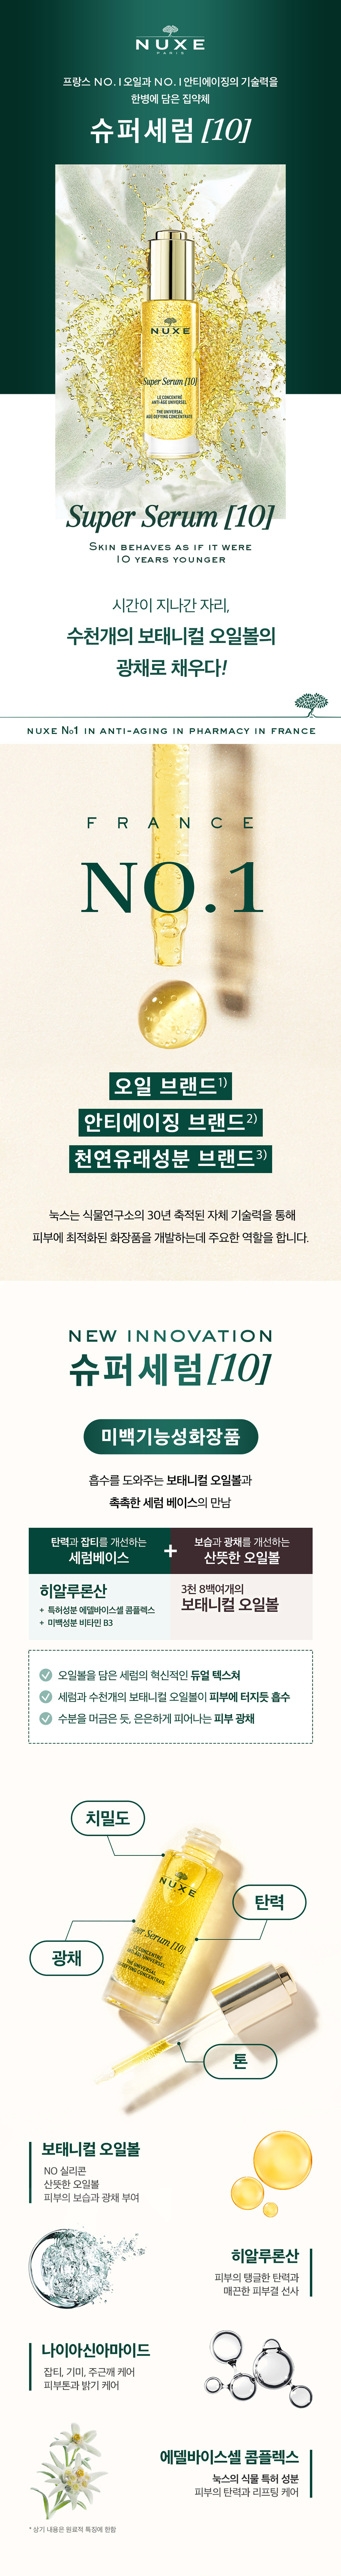 NUXE
PARIS
프랑스 NO.1오일과 NO.1안티에이징의 기술력을
한병에 담은 집약체
슈퍼세럼 [10]
NUXE
Super Serum [10]
LE CONCENTRÉ
ANTI-ÂGE UNIVERSEL
THE UNIVERSAL
AGE-DEFYING CONCENTRATE
Super Serum [10]
SKIN BEHAVES AS IF IT WERE
10 YEARS YOUNGER
시간이 지나간 자리,
수천개의 보태니컬 오일볼의
광채로 채우다!
NUXE No1 IN ANTI-AGING IN PHARMACY IN FRANCE
FRANCE
NO.1
오일 브랜드1)
안티에이징 브랜드2)
천연유래성분 브랜드3)
눅스는 식물연구소의 30년 축적된 자체 기술력을 통해
피부에 최적화된 화장품을 개발하는데 주요한 역할을 합니다.
NEW INNOVATION
슈퍼세럼[10]
미백기능성화장품
흡수를 도와주는 보태니컬 오일볼과
촉촉한 세럼 베이스의 만남
탄력과 잡티를 개선하는
세럼베이스
+
보습과 광채를 개선하는
산뜻한 오일볼
히알루론산
+ 특허성분 에델바이스셀 콤플렉스
+ 미백성분 비타민 B3
3천 8백여개의
보태니컬 오일볼
오일볼을 담은 세럼의 혁신적인 듀얼 텍스쳐
세럼과 수천개의 보태니컬 오일볼이 피부에 터지듯 흡수
수분을 머금은 듯, 은은하게 피어나는 피부 광채
치밀도
탄력
광채
톤
NUXE
Super Serum [10]
LE CONCENTRÉ
ANTI-ÂGE UNIVERSEL
THE UNIVERSAL
AGE-DEFYING CONCENTRATE
보태니컬 오일볼
NO 실리콘
산뜻한 오일볼
피부의 보습과 광채 부여
히알루론산
피부의 탱글한 탄력과
매끈한 피부결 선사
나이아신아마이드
잡티, 기미, 주근깨 케어
피부톤과 밝기 케어
에델바이스셀 콤플렉스
눅스의 식물 특허 성분
피부의 탄력과 리프팅 케어
* 상기 내용은 원료적 특징에 한함